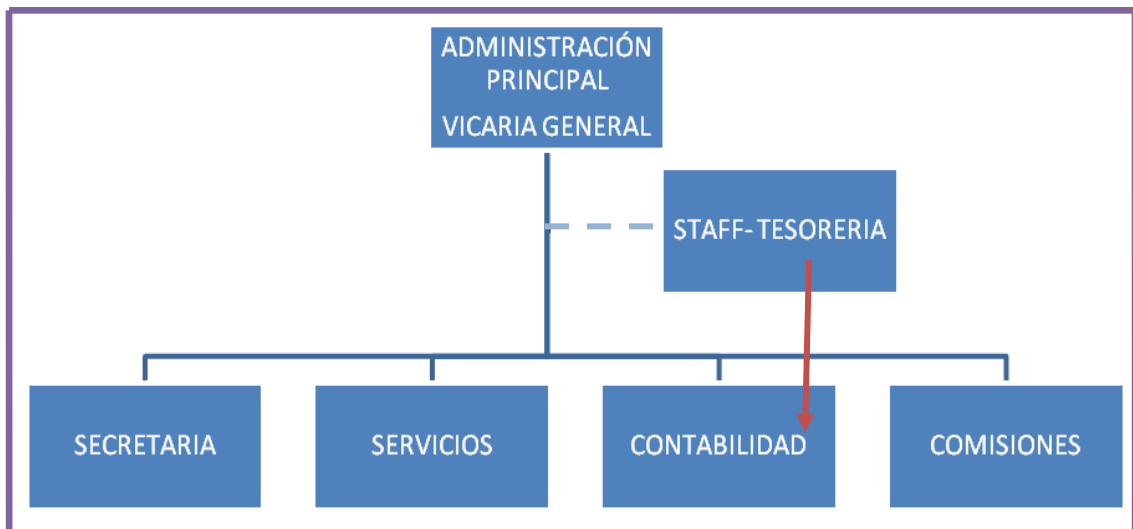 ADMINISTRACIÓN
PRINCIPAL
VICARIA GENERAL
STAFF- TESORERIA
SECRETARIA
SERVICIOS
CONTABILIDAD
COMISIONES